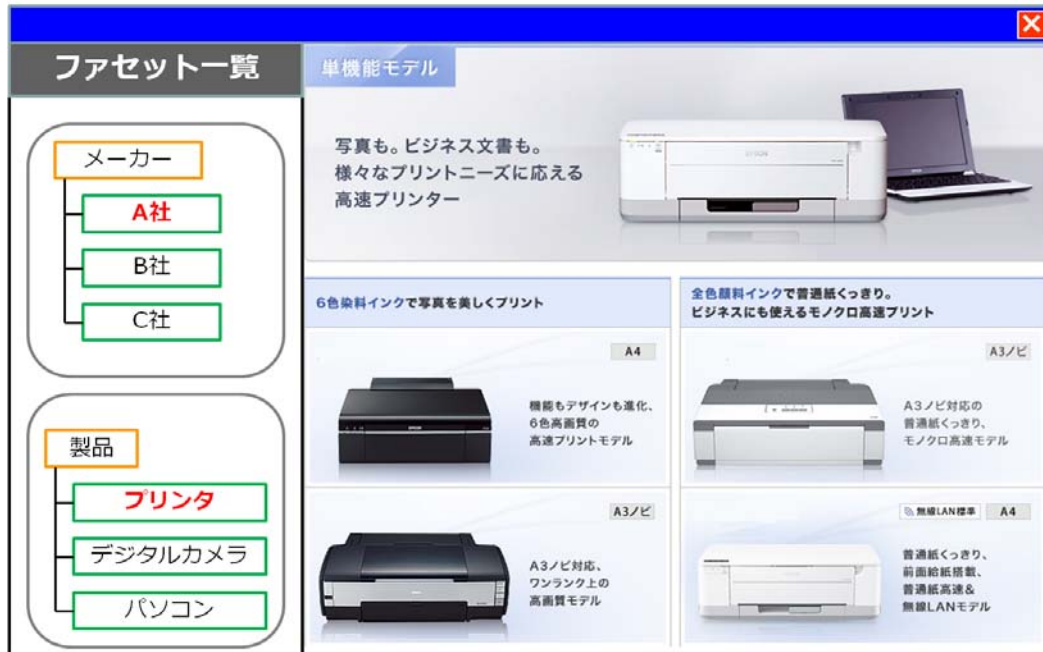 ファセット一覧
メーカー
A社
B社
C社
製品
プリンタ
デジタルカメラ
パソコン
単機能モデル
写真も。ビジネス文書も。
様々なプリントニーズに応える
高速プリンター
EPSON
6色染料インクで写真を美しくプリント
A4
機能もデザインも進化、
6色高画質の
高速プリントモデル
A3ノビ
A3ノビ対応、
ワンランク上の
高画質モデル
全色顔料インクで普通紙くっきり。
ビジネスにも使えるモノクロ高速プリント
A3ノビ
A3ノビ対応の
普通紙くっきり、
モノクロ高速モデル
無線LAN標準 A4
普通紙くっきり、
前面給紙搭載、
普通紙高速&
無線LANモデル